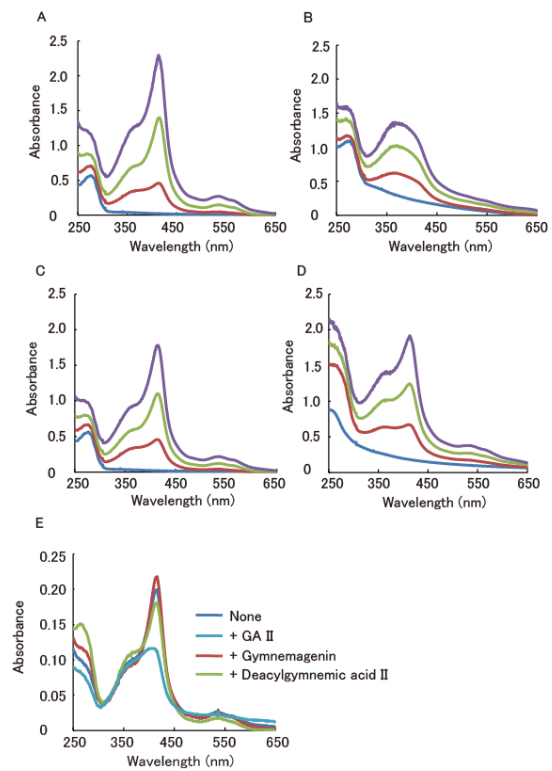 A
B
2.5
2.0
1.5
1.0
0.5
0
Absorbance
250 350 450 550 650
Wavelength (nm)
2.5
2.0
1.5
1.0
0.5
0
Absorbance
250 350 450 550 650
Wavelength (nm)
C
D
2.5
2.0
1.5
1.0
0.5
0
Absorbance
250 350 450 550 650
Wavelength (nm)
2.5
2.0
1.5
1.0
0.5
0
Absorbance
250 350 450 550 650
Wavelength (nm)
E
0.25
0.20
0.15
0.10
0.05
0
Absorbance
250 350 450 550 650
Wavelength (nm)
None
+ GA II
+ Gymnemagenin
+ Deacylgymnemic acid II